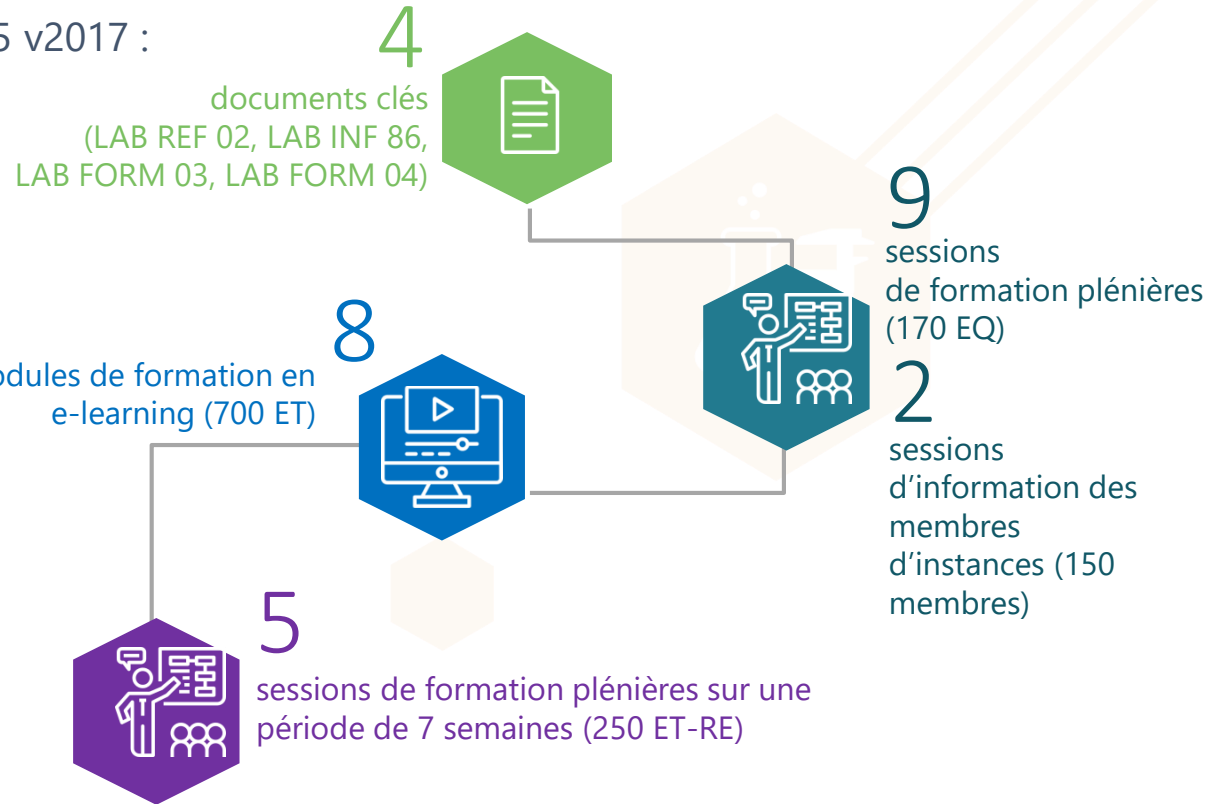 5 v2017 :
4
documents clés
(LAB REF 02, LAB INF 86,
LAB FORM 03, LAB FORM 04)
9
sessions
de formation plénières
(170 EQ)
2
sessions
d’information des
membres
d’instances (150
membres)
8
odules de formation en
e-learning (700 ET)
5
sessions de formation plénières sur une
période de 7 semaines (250 ET-RE)